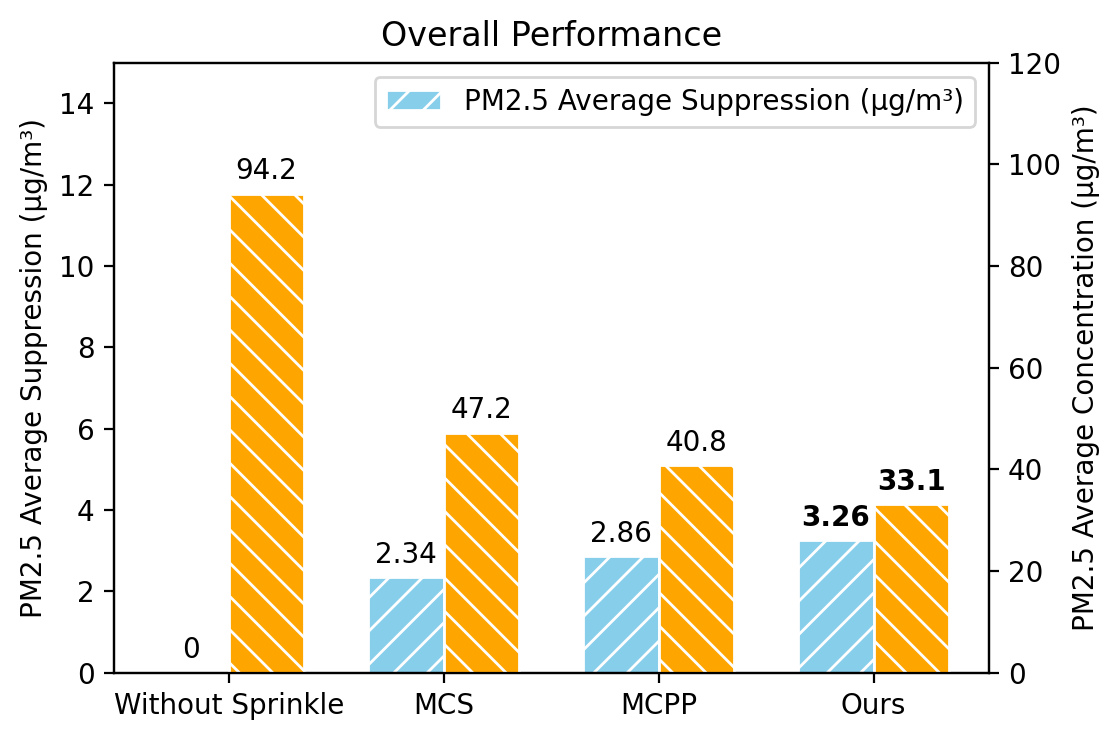 Overall Performance
PM2.5 Average Suppression (µg/m³)
PM2.5 Average Suppression (µg/m³)
14
12
10
8
6
4
2
0
120
100
80
60
40
20
0
PM2.5 Average Concentration (µg/m³)
0
94.2
2.34
47.2
2.86
40.8
3.26
33.1
Without Sprinkle
MCS
MCPP
Ours